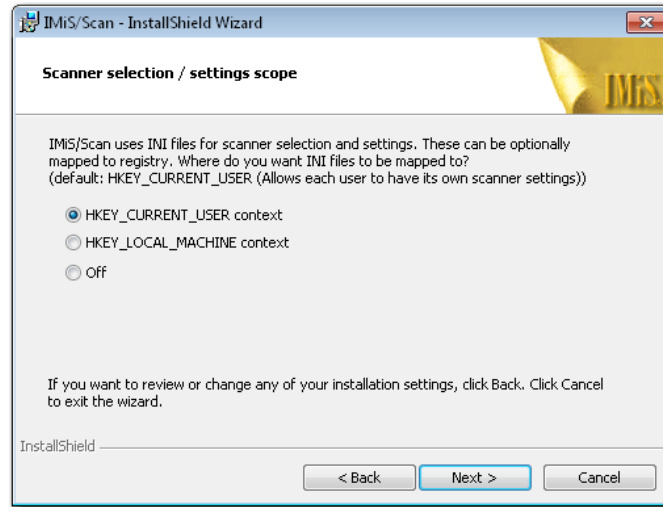 IMiS/Scan - InstallShield Wizard
Scanner selection / settings scope
IMiS
IMiS/Scan uses INI files for scanner selection and settings. These can be optionally
mapped to registry. Where do you want INI files to be mapped to?
(default: HKEY_CURRENT_USER (Allows each user to have its own scanner settings))
HKEY_CURRENT_USER context
HKEY_LOCAL_MACHINE context
Off
If you want to review or change any of your installation settings, click Back. Click Cancel
to exit the wizard.
InstallShield
< Back Next > Cancel